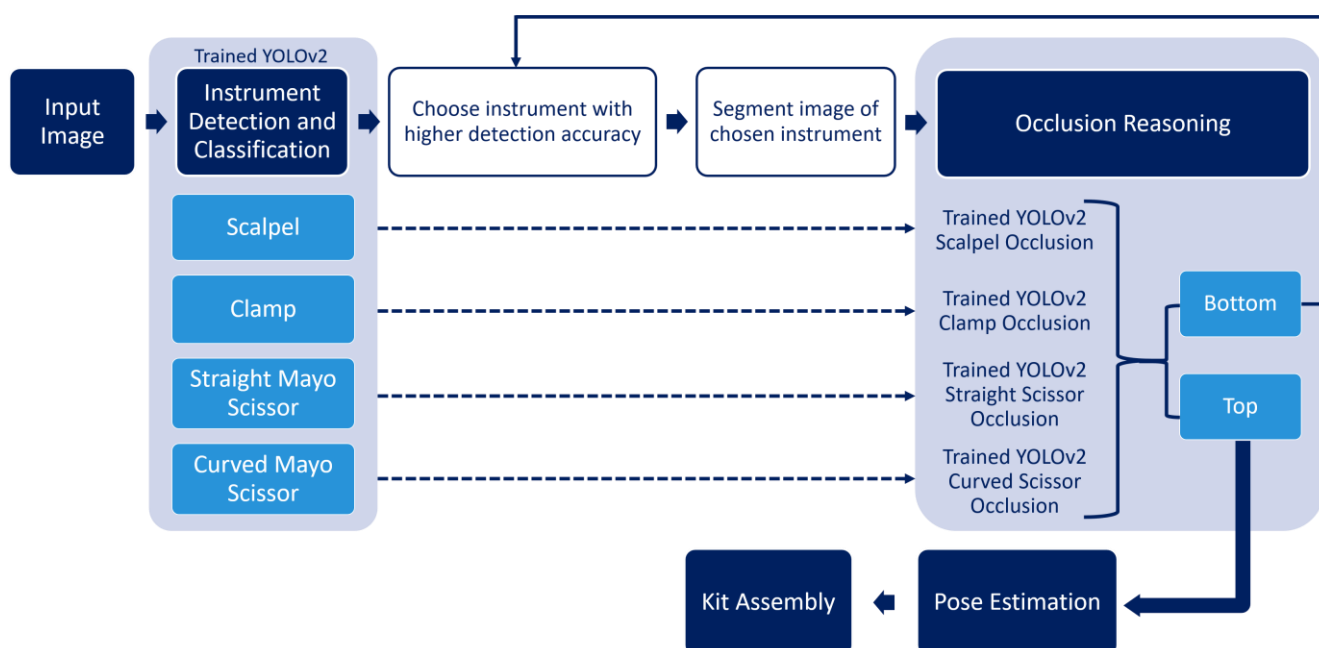 Trained YOLOv2
Input
Image
Instrument
Detection and
Classification
Choose instrument with
higher detection accuracy
Segment image of
chosen instrument
Occlusion Reasoning
Scalpel
Clamp
Straight Mayo
Scissor
Curved Mayo
Scissor
Trained YOLOv2
Scalpel Occlusion
Trained YOLOv2
Clamp Occlusion
Trained YOLOv2
Straight Scissor
Occlusion
Trained YOLOv2
Curved Scissor
Occlusion
Bottom
Top
Kit Assembly
Pose Estimation